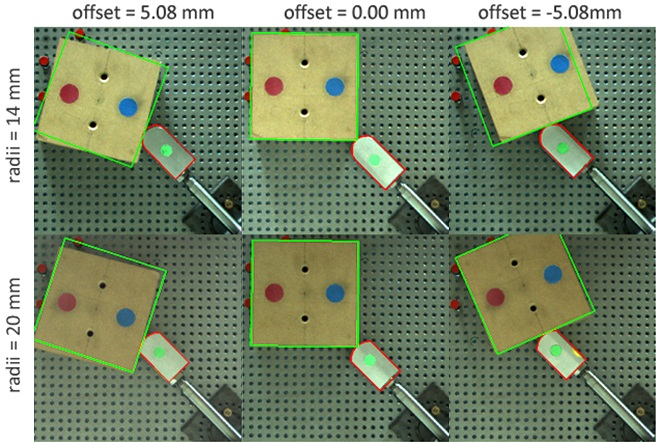 offset = 5.08 mm
offset = 0.00 mm
offset = -5.08mm
radii = 14 mm
radii = 20 mm